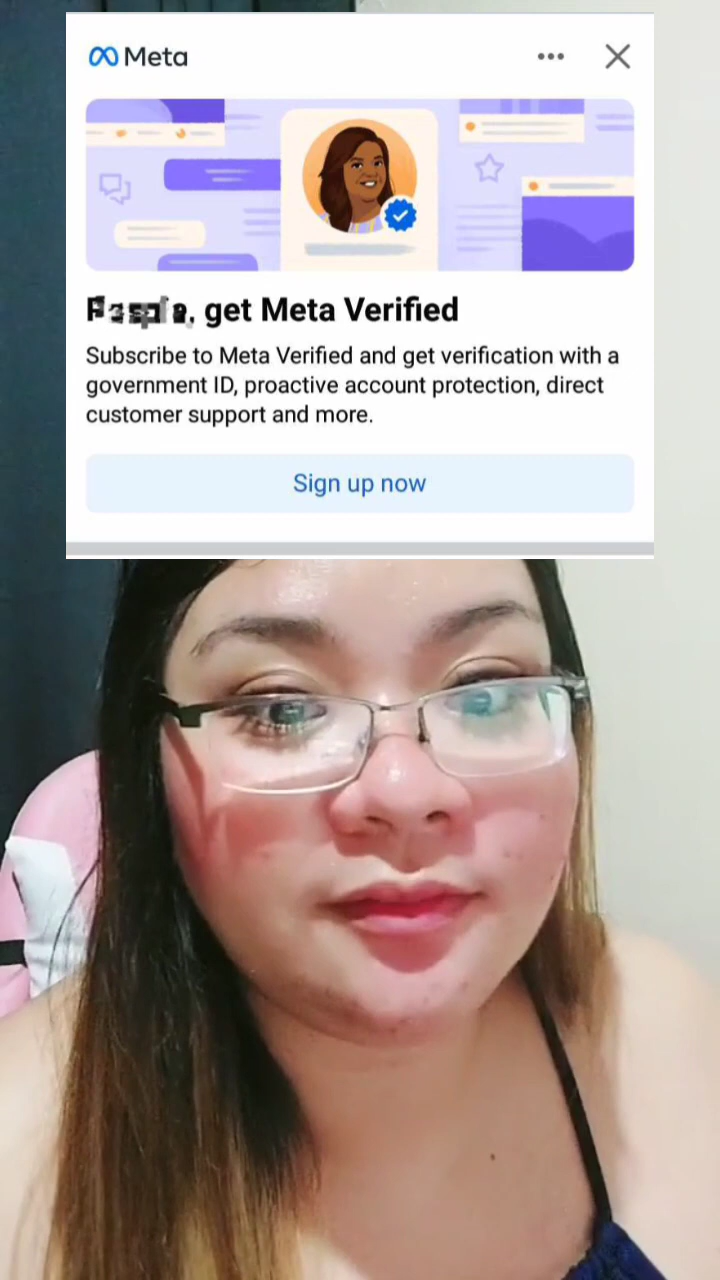 Meta
get Meta Verified
Subscribe to Meta Verified and get verification with a
government ID, proactive account protection, direct
customer support and more.
Sign up now